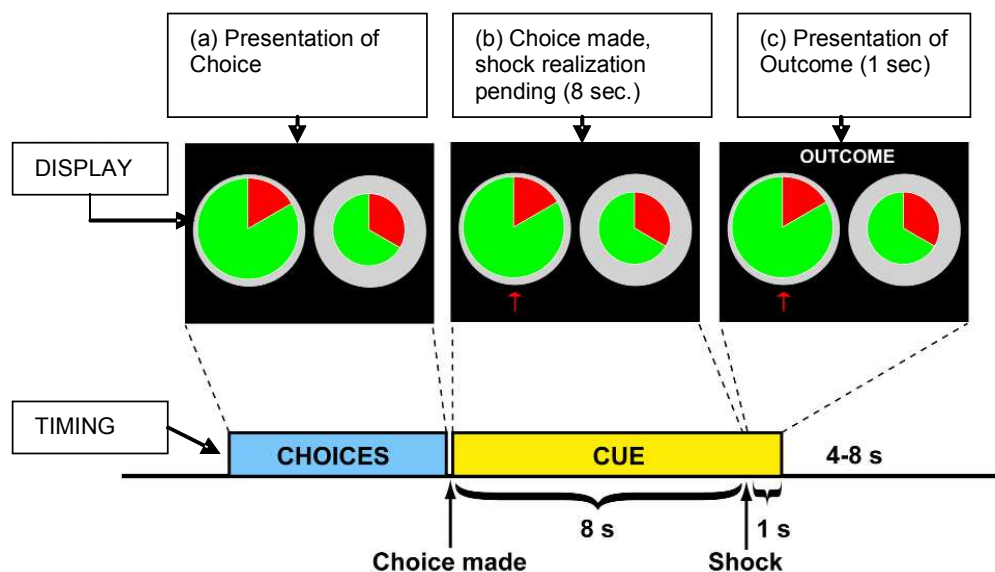 (a) Presentation of
Choice
(b) Choice made,
shock realization
pending (8 sec.)
(c) Presentation of
Outcome (1 sec)
DISPLAY
OUTCOME
TIMING
CHOICES
CUE
4-8 s
8 s
1 s
Choice made
Shock